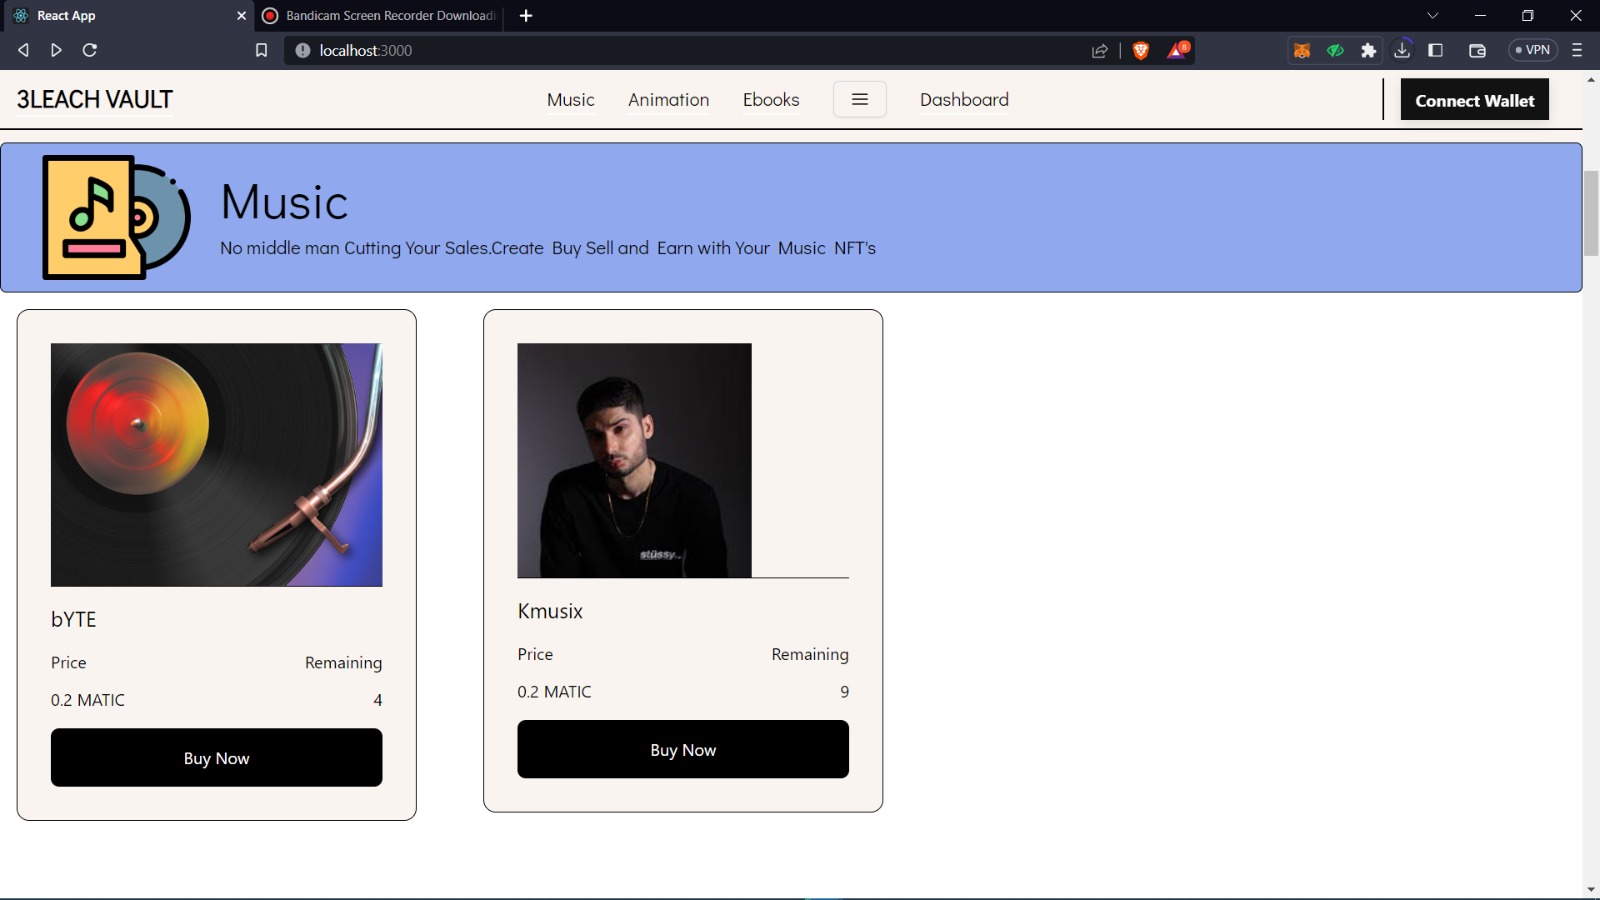 React App
Bandicam Screen Recorder Downloadi
localhost:3000
8
VPN
3LEACH VAULT
Music
Animation
Ebooks
Dashboard
Connect Wallet
Music
No middle man Cutting Your Sales.Create Buy Sell and Earn with Your Music NFT's
stüssy
bYTE
Price
Remaining
0.2 MATIC
4
Buy Now
Kmusix
Price
Remaining
0.2 MATIC
9
Buy Now